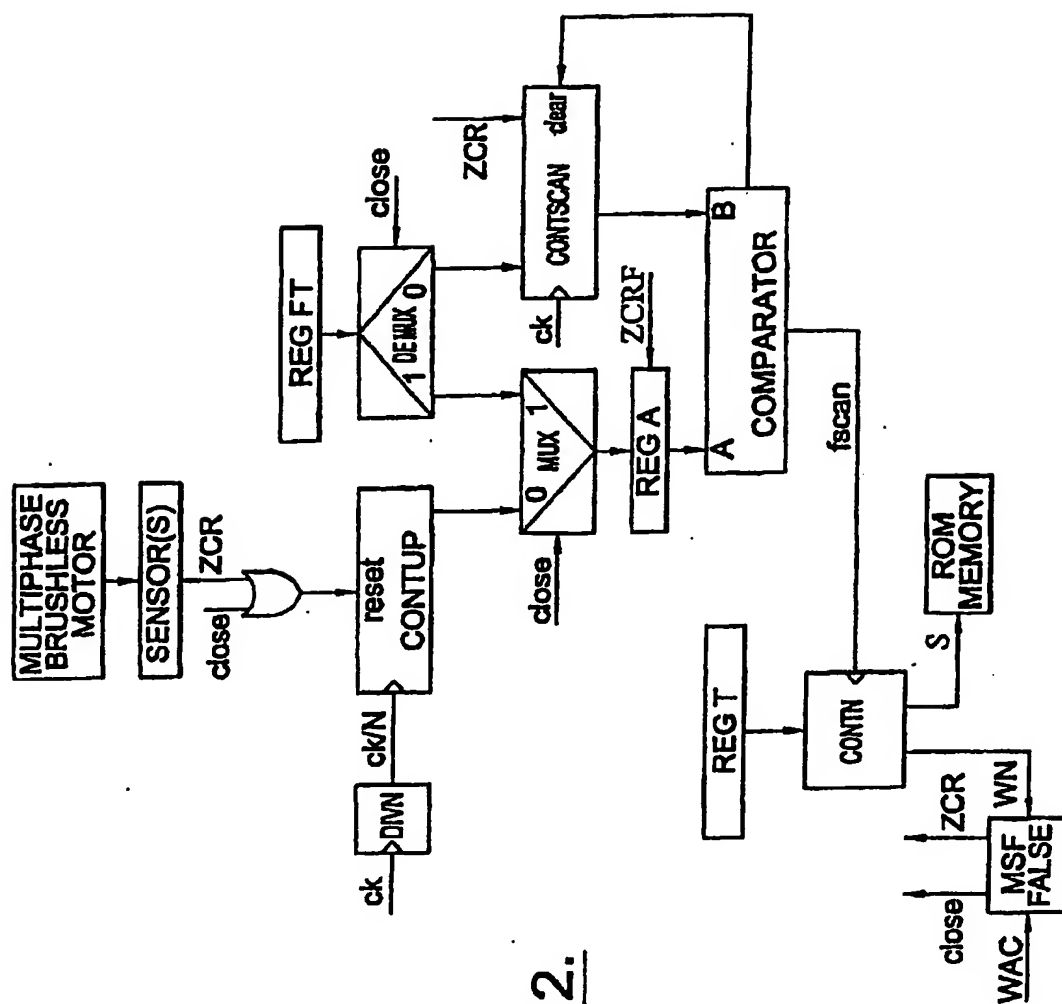 MULTIPHASE
BRUSHLESS
MOTOR
SENSOR(S)
ZCR
close
reset
CONTUP
ck/N
DIVN
ck
REG FT
close
1 DEMUX 0
ZCR
CONTSCAN
clear
ck
0 MUX 1
close
REG A
ZCRF
A
B
COMPARATOR
fscan
REG T
CONTN
S
ROM
MEMORY
WN
ZCR
close
MSF
FALSE
WAC
2.